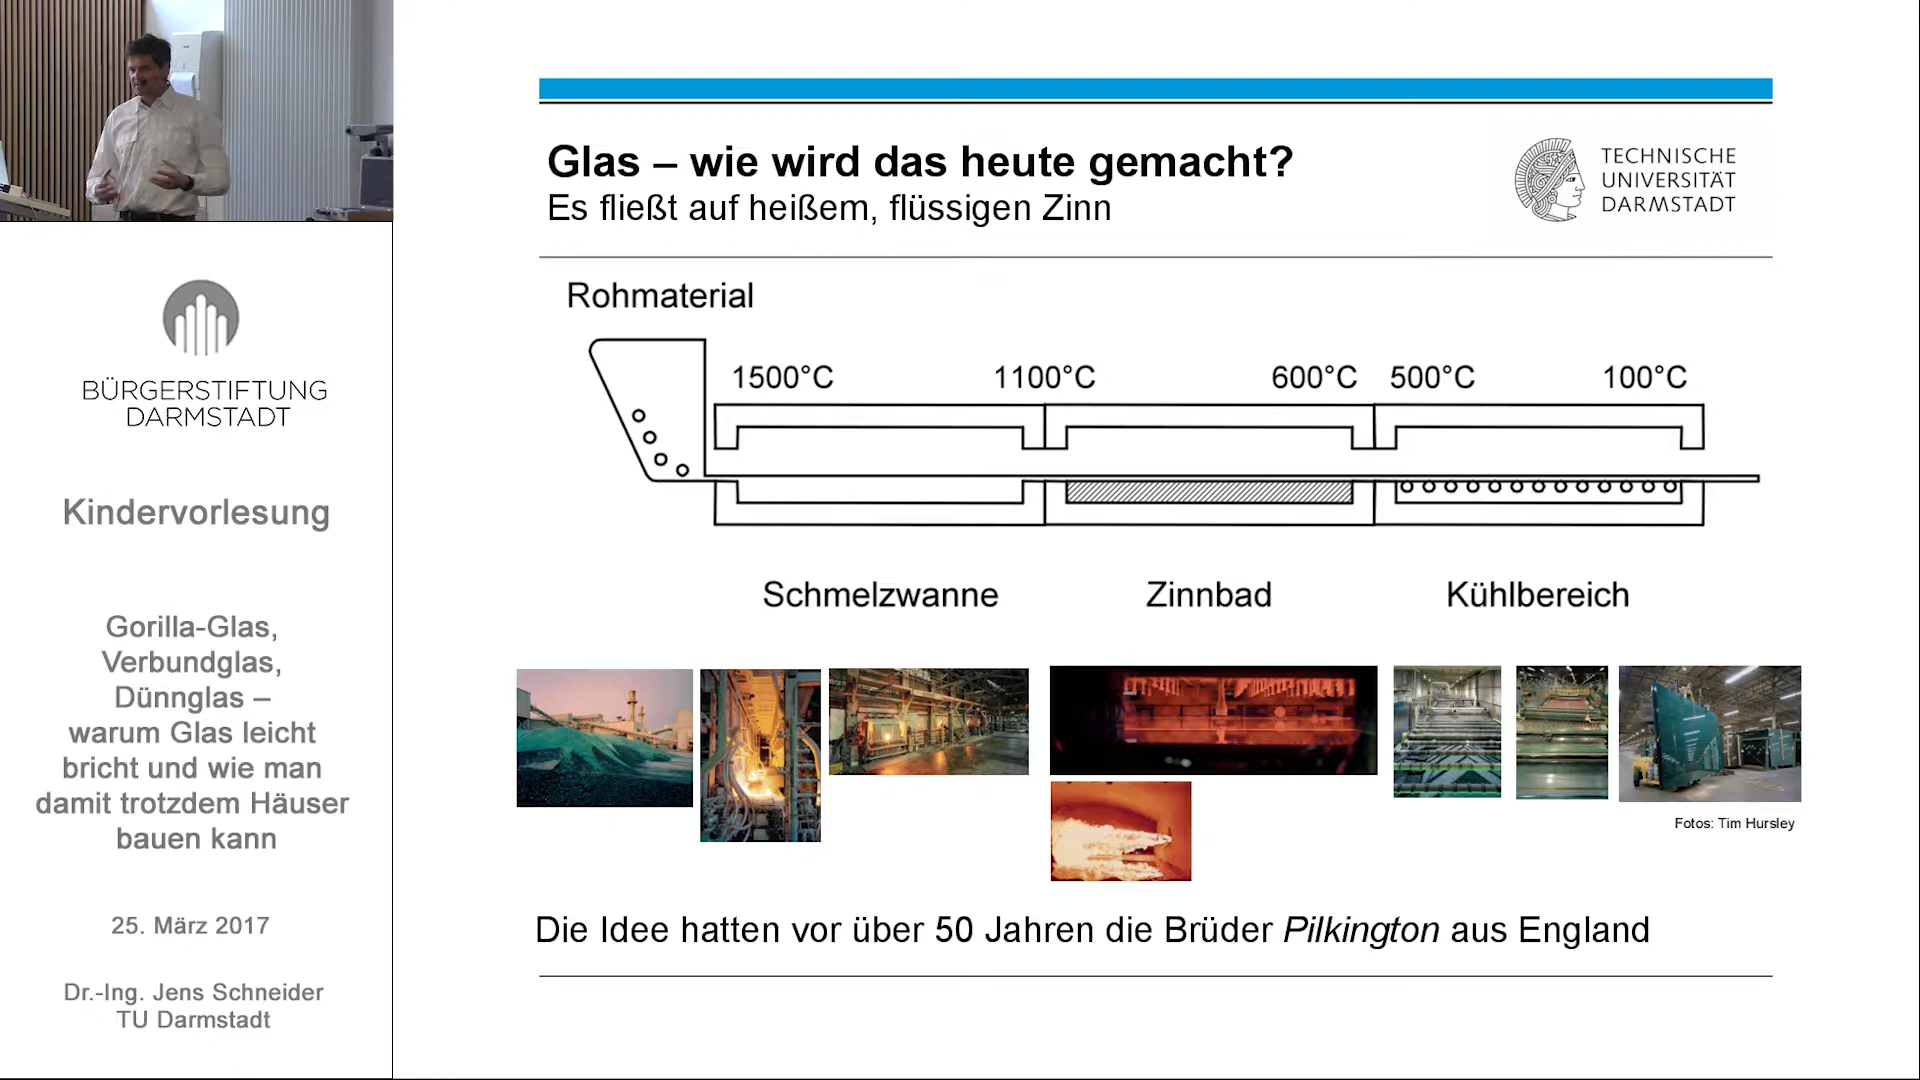 BÜRGERSTIFTUNG
DARMSTADT
Kindervorlesung
Gorilla-Glas,
Verbundglas,
Dünnglas –
warum Glas leicht
bricht und wie man
damit trotzdem Häuser
bauen kann
25. März 2017
Dr.-Ing. Jens Schneider
TU Darmstadt
Glas – wie wird das heute gemacht?
Es fließt auf heißem, flüssigen Zinn
TECHNISCHE
UNIVERSITÄT
DARMSTADT
Rohmaterial
1500°C 1100°C 600°C 500°C 100°C
Schmelzwanne Zinnbad Kühlbereich
Fotos: Tim Hursley
Die Idee hatten vor über 50 Jahren die Brüder Pilkington aus England